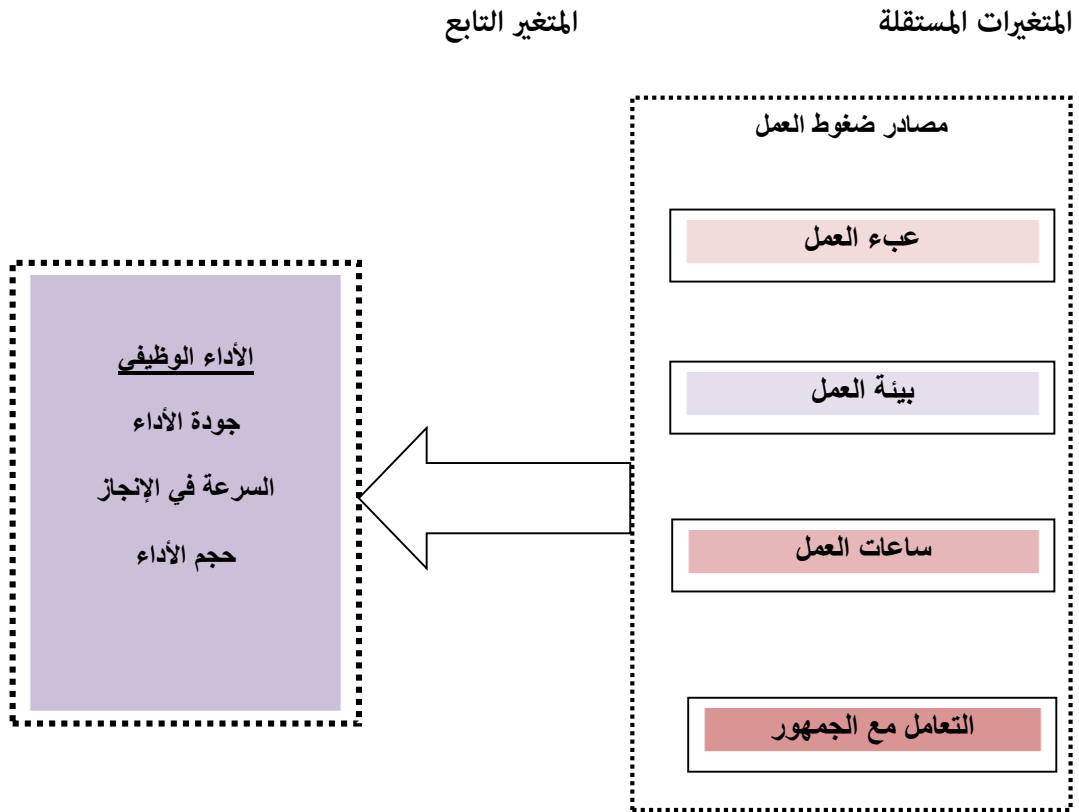 المتغيرات المستقلة
المتغير التابع
مصادر ضغوط العمل
عبء العمل
بيئة العمل
ساعات العمل
التعامل مع الجمهور
الأداء الوظيفي
جودة الأداء
السرعة في الإنجاز
حجم الأداء